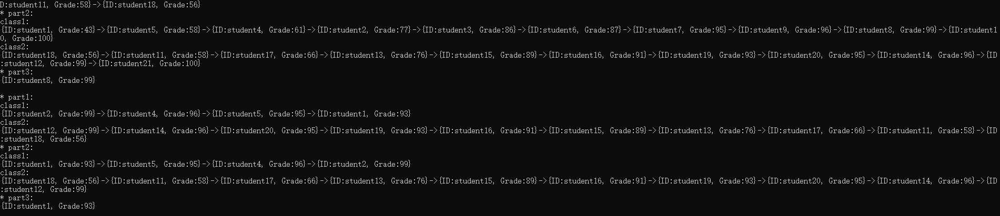 D:student11, Grade:58}->{ID:student18, Grade:56}
* part2:
class1:
{ID:student1, Grade:43}->{ID:student5, Grade:58}->{ID:student4, Grade:61}->{ID:student2, Grade:77}->{ID:student3, Grade:86}->{ID:student6, Grade:87}->{ID:student7, Grade:95}->{ID:student9, Grade:96}->{ID:student8, Grade:99}->{ID:student1
0, Grade:100}
class2:
{ID:student18, Grade:56}->{ID:student11, Grade:58}->{ID:student17, Grade:66}->{ID:student13, Grade:76}->{ID:student15, Grade:89}->{ID:student16, Grade:91}->{ID:student19, Grade:93}->{ID:student20, Grade:95}->{ID:student14, Grade:96}->{ID
:student12, Grade:99}->{ID:student21, Grade:100}
* part3:
{ID:student8, Grade:99}

* part1:
class1:
{ID:student2, Grade:99}->{ID:student4, Grade:96}->{ID:student5, Grade:95}->{ID:student1, Grade:93}
class2:
{ID:student12, Grade:99}->{ID:student14, Grade:96}->{ID:student20, Grade:95}->{ID:student19, Grade:93}->{ID:student16, Grade:91}->{ID:student15, Grade:89}->{ID:student13, Grade:76}->{ID:student17, Grade:66}->{ID:student11, Grade:58}->{ID
:student18, Grade:56}
* part2:
class1:
{ID:student1, Grade:93}->{ID:student5, Grade:95}->{ID:student4, Grade:96}->{ID:student2, Grade:99}
class2:
{ID:student18, Grade:56}->{ID:student11, Grade:58}->{ID:student17, Grade:66}->{ID:student13, Grade:76}->{ID:student15, Grade:89}->{ID:student16, Grade:91}->{ID:student19, Grade:93}->{ID:student20, Grade:95}->{ID:student14, Grade:96}->{ID
:student12, Grade:99}
* part3:
{ID:student1, Grade:93}